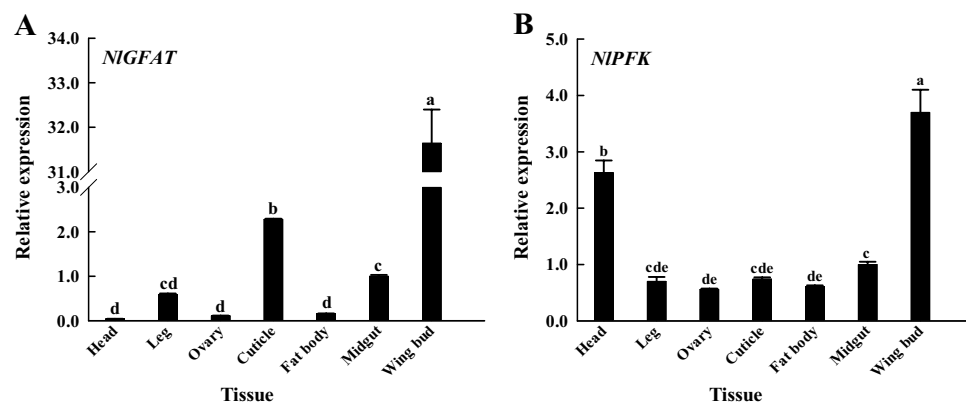 A
NlGFAT
Relative expression
34.0
33.0
32.0
31.0
3.0
2.0
1.0
0.0
d
cd
d
b
d
c
a
Head
Leg
Ovary
Cuticle
Fat body
Midgut
Wing bud
Tissue
B
NlPFK
Relative expression
5.0
4.0
3.0
2.0
1.0
0.0
b
cde
de
cde
de
c
a
Head
Leg
Ovary
Cuticle
Fat body
Midgut
Wing bud
Tissue